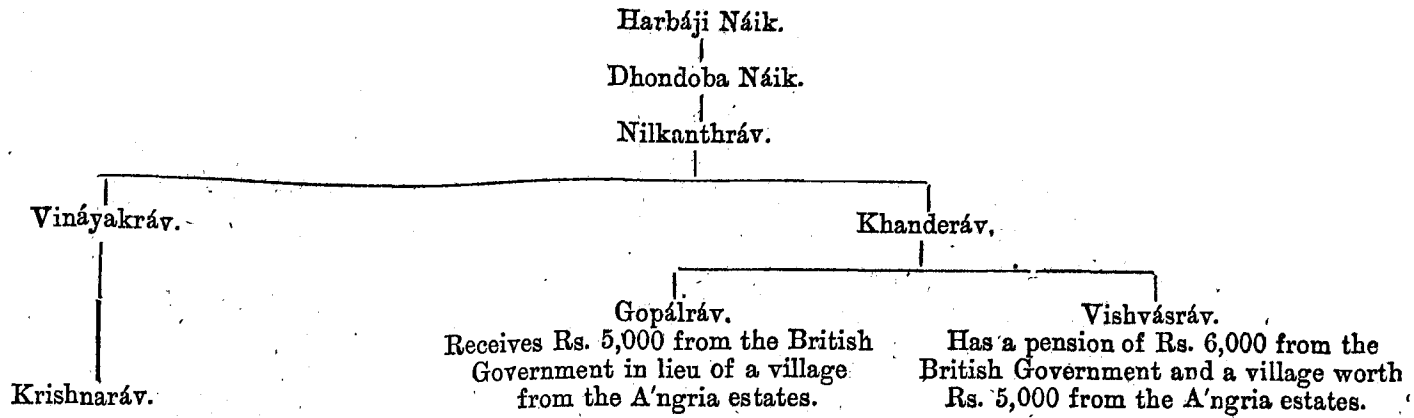 Harbáji Náik.
Dhondoba Náik.
Nilkanthráv.
Vináyakráv.
Khanderáv.
Gopálráv.
Receives Rs. 5,000 from the British
Government in lieu of a village
from the A'ngria estates.
Vishvásráv.
Has a pension of Rs. 6,000 from the
British Government and a village worth
Rs. 5,000 from the A'ngria estates.
Krishnaráv.